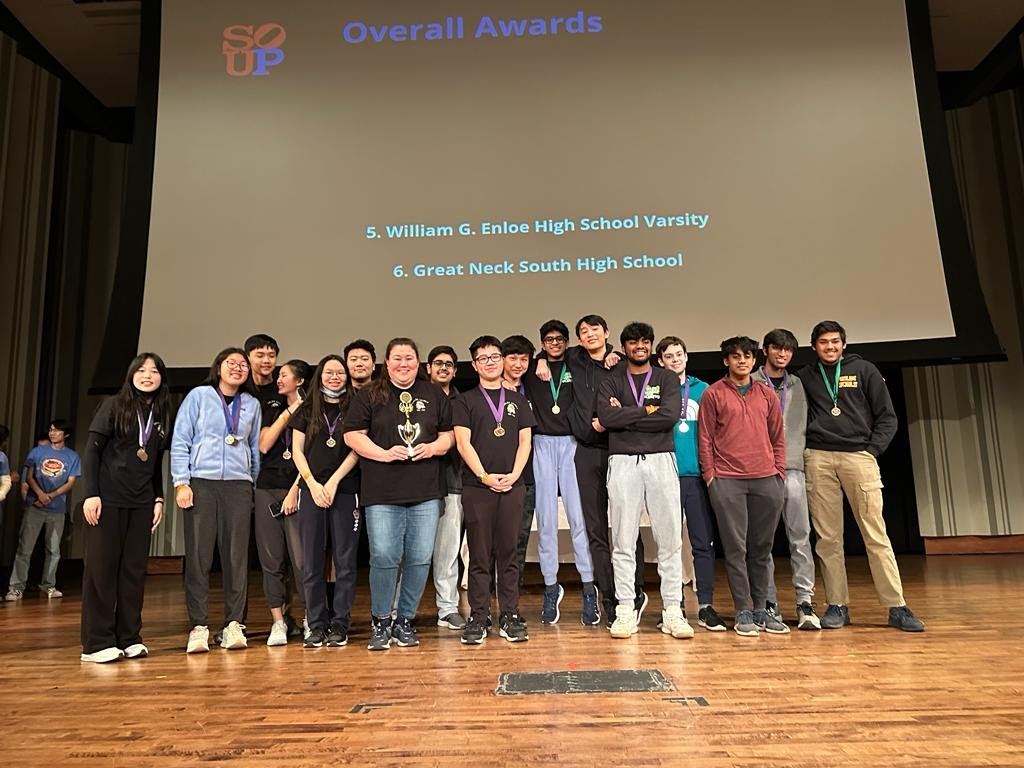 SO
UP
Overall Awards
5. William G. Enloe High School Varsity
6. Great Neck South High School